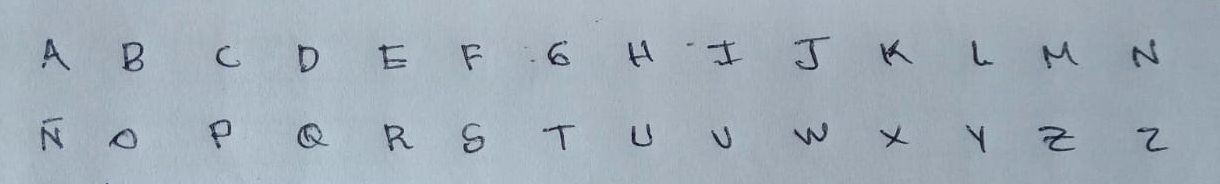 A B C D E F G H I J K L M N
Ñ O P Q R S T U V W X Y Z Z